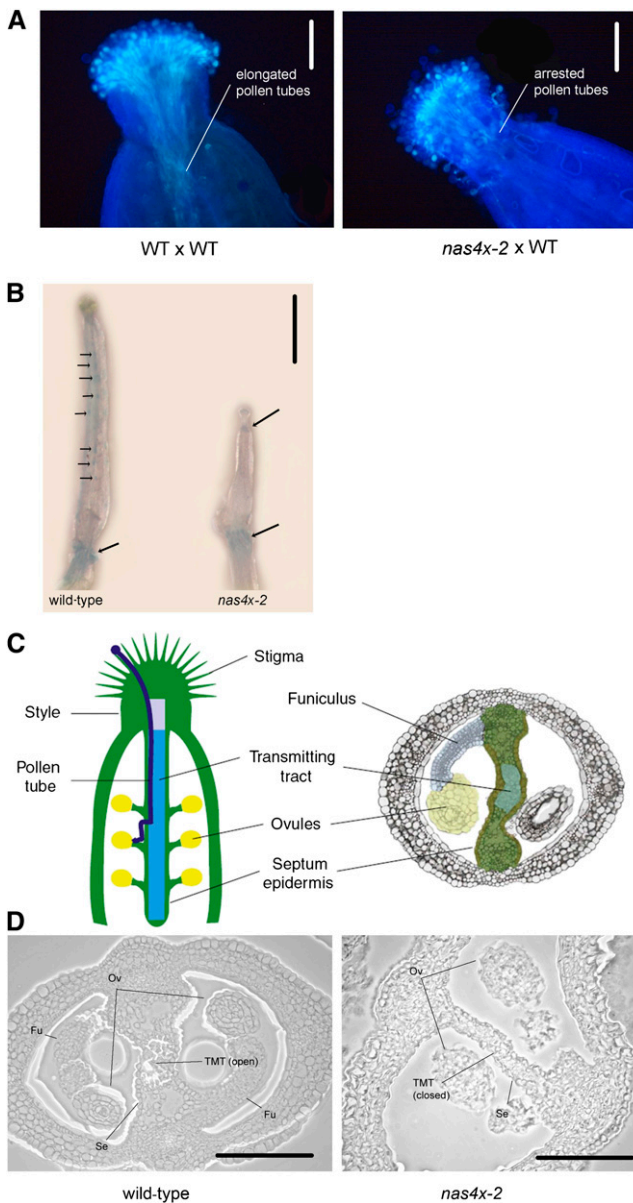 A
elongated
pollen tubes
arrested
pollen tubes
WT x WT
nas4x-2 x WT
B
wild-type
nas4x-2
C
Stigma
Style
Funiculus
Pollen
tube
Transmitting
tract
Ovules
Septum
epidermis
D
Ov
Fu
TMT (open)
Fu
Se
Ov
TMT
(closed)
Se
wild-type
nas4x-2